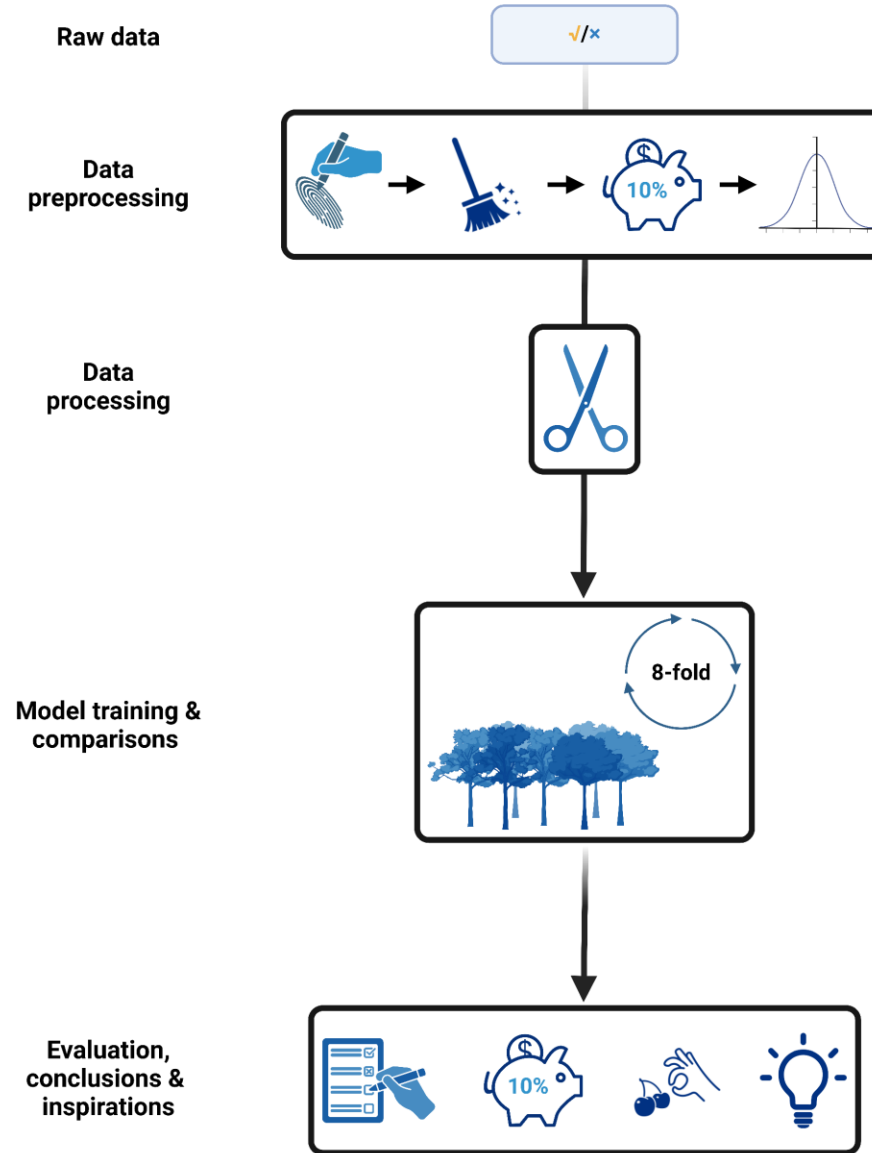 Raw data
√/×
Data
preprocessing
$
10%
Data
processing
8-fold
Model training &
comparisons
Evaluation,
conclusions &
inspirations
$
10%